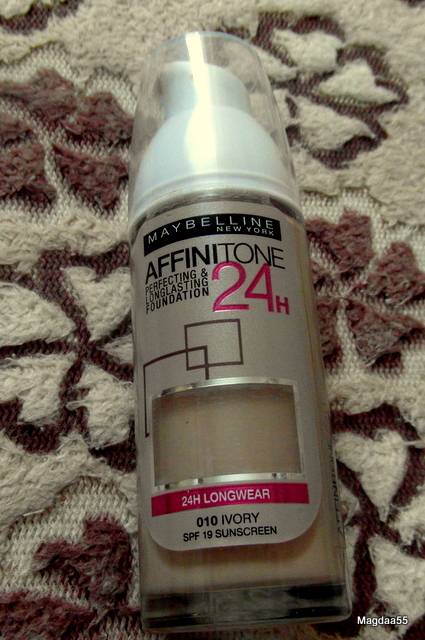 MAYBELLINE
NEW YORK
AFFINITONE
PERFECTING &
LONGLASTING
FOUNDATION
24H
24H LONGWEAR
010 IVORY
SPF 19 SUNSCREEN
Magdaa55